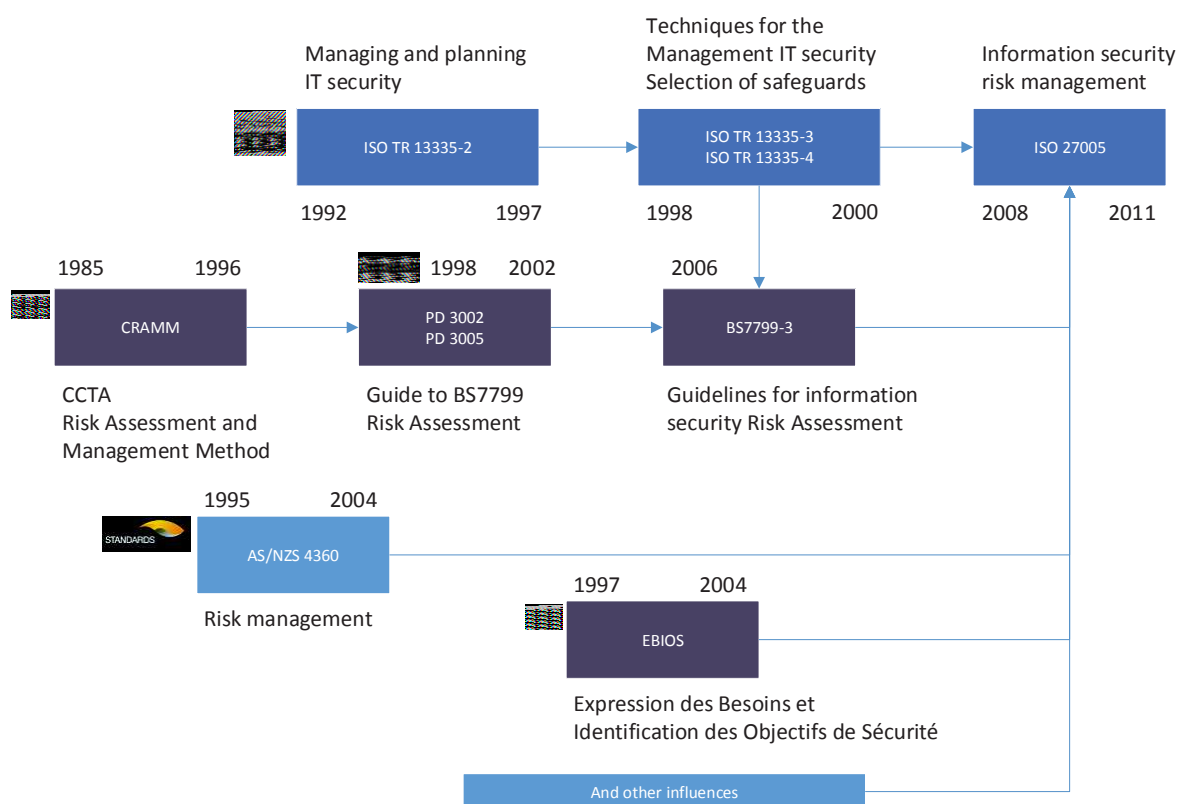 Managing and planning
IT security
Techniques for the
Management IT security
Selection of safeguards
Information security
risk management
ISO TR 13335-2
ISO TR 13335-3
ISO TR 13335-4
ISO 27005
1992
1997
1998
2000
2008
2011
1985
1996
1998
2002
2006
CRAMM
PD 3002
PD 3005
BS7799-3
CCTA
Risk Assessment and
Management Method
Guide to BS7799
Risk Assessment
Guidelines for information
security Risk Assessment
1995
2004
STANDARDS
AS/NZS 4360
Risk management
1997
2004
EBIOS
Expression des Besoins et
Identification des Objectifs de Sécurité
And other influences